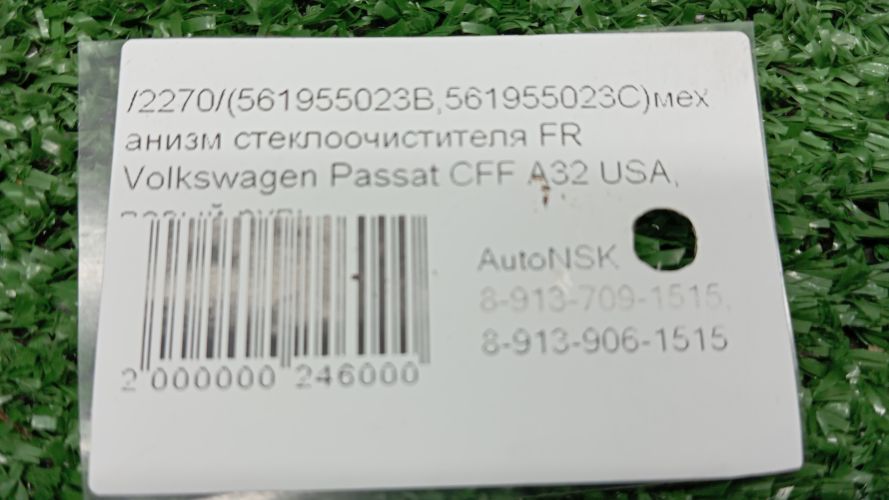 /2270/(561955023B,561955023C)мех
анизм стеклоочистителя FR
Volkswagen Passat CFF A32 USA,
AutoNSK
8-913-709-1515,
8-913-906-1515
2 000000 246000